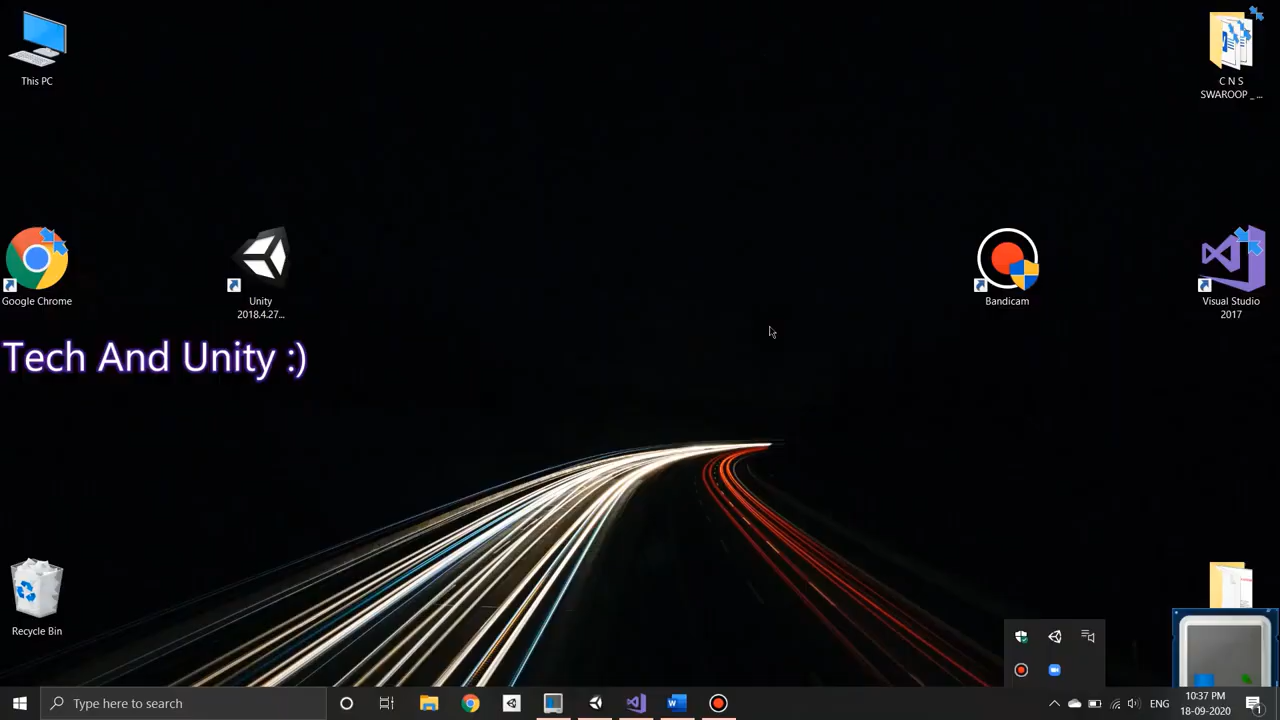 This PC
C N S
SWAROOP _ ...
Google Chrome
Unity
2018.4.27...
Bandicam
Visual Studio
2017
Tech And Unity :)
Recycle Bin
Type here to search
ENG
10:37 PM
18-09-2020
1